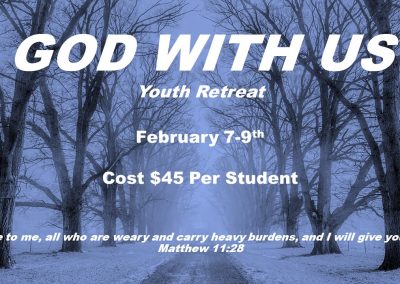 GOD WITH US
Youth Retreat
February 7-9th
Cost $45 Per Student
to me, all who are weary and carry heavy burdens, and I will give you
Matthew 11:28